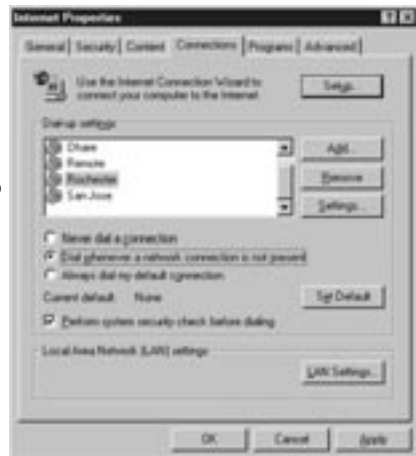 Internet Properties
General Security Content Connections Programs Advanced
Use the Internet Connection Wizard to
connect your computer to the Internet.
Setup...
Dial-up settings
Dhare
Remote
Rochester
San Jose
Add...
Remove
Settings...
Never dial a connection
Dial whenever a network connection is not present
Always dial my default connection
Current default: None
Set Default
Perform system security check before dialing
Local Area Network (LAN) settings
LAN Settings...
OK Cancel Apply